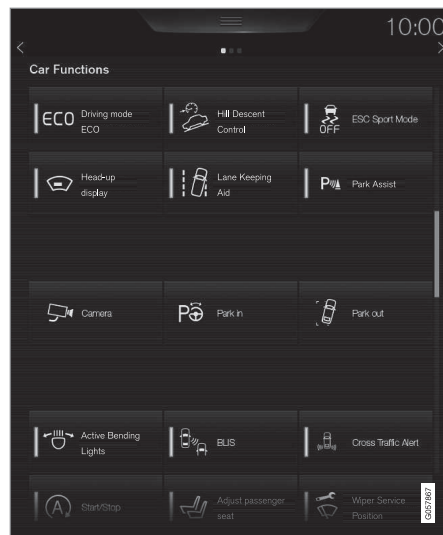 10:00
Car Functions
ECO Driving mode
ECO
Hill Descent
Control
OFF ESC Sport Mode
Head-up
display
Lane Keeping
Aid
P Park Assist
Camera
P Park in
Park out
Active Bending
Lights
BLIS
Cross Traffic Alert
A Start/Stop
Adjust passenger
seat
Wiper Service
Position
G057867